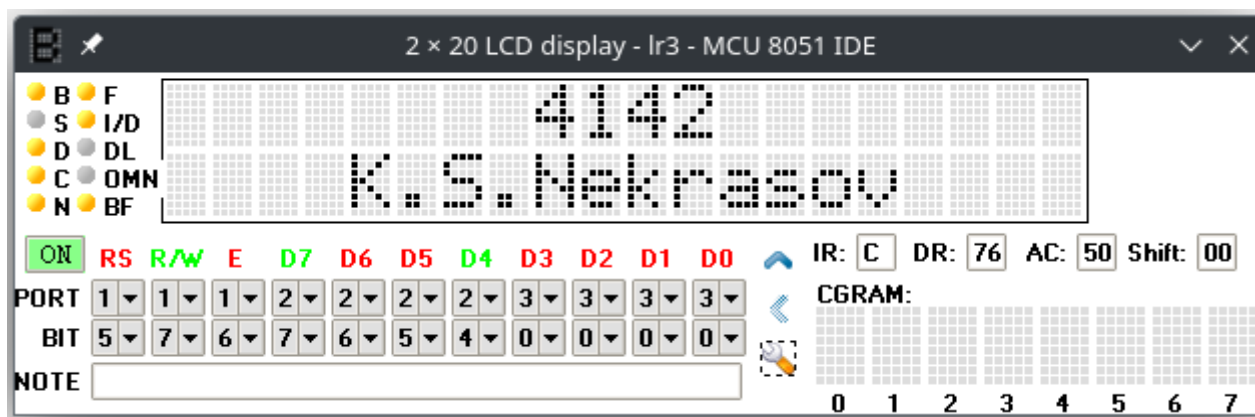 2 × 20 LCD display - lr3 - MCU 8051 IDE
B F
S I/D
D DL
C OMN
N BF
4142
K.S.Nekrasov
ON RS R/W E D7 D6 D5 D4 D3 D2 D1 D0
IR: C DR: 76 AC: 50 Shift: 00
PORT 1 1 1 2 2 2 2 3 3 3 3
BIT 5 7 6 7 6 5 4 0 0 0 0
NOTE
CGRAM:
0 1 2 3 4 5 6 7